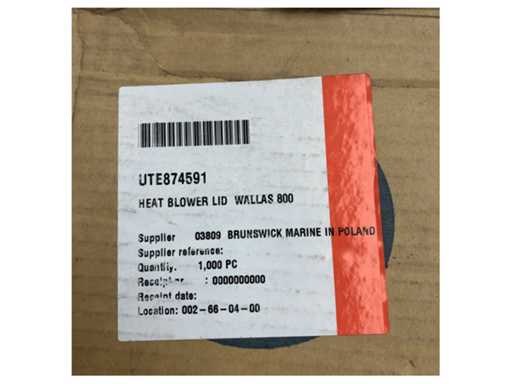 UTE874591
HEAT BLOWER LID WALLAS 800
Supplier 03809 BRUNSWICK MARINE IN POLAND
Supplier reference:
Quantity. 1,000 PC
Receipt nr : 0000000000
Receipt date:
Location: 002-66-04-00